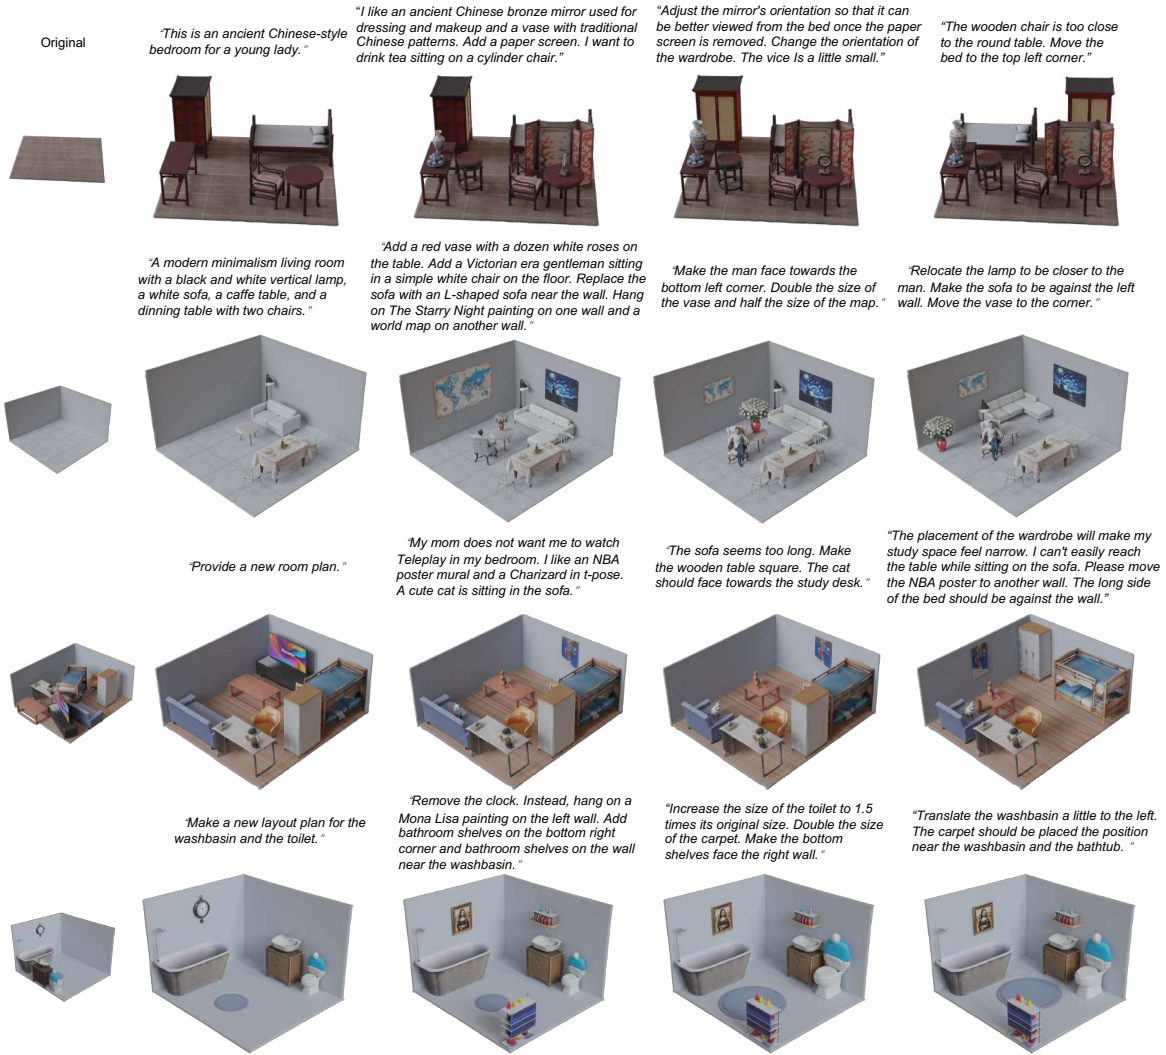 Original
“This is an ancient Chinese-style
bedroom for a young lady.”
“I like an ancient Chinese bronze mirror used for
dressing and makeup and a vase with traditional
Chinese patterns. Add a paper screen. I want to
drink tea sitting on a cylinder chair.”
“Adjust the mirror's orientation so that it can
be better viewed from the bed once the paper
screen is removed. Change the orientation of
the wardrobe. The vice Is a little small.”
“The wooden chair is too close
to the round table. Move the
bed to the top left corner.”
“A modern minimalism living room
with a black and white vertical lamp,
a white sofa, a caffe table, and a
dinning table with two chairs.”
“Add a red vase with a dozen white roses on
the table. Add a Victorian era gentleman sitting
in a simple white chair on the floor. Replace the
sofa with an L-shaped sofa near the wall. Hang
on The Starry Night painting on one wall and a
world map on another wall.”
“Make the man face towards the
bottom left corner. Double the size of
the vase and half the size of the map.”
“Relocate the lamp to be closer to the
man. Make the sofa to be against the left
wall. Move the vase to the corner.”
“Provide a new room plan.”
“My mom does not want me to watch
Teleplay in my bedroom. I like an NBA
poster mural and a Charizard in t-pose.
A cute cat is sitting in the sofa.”
“The sofa seems too long. Make
the wooden table square. The cat
should face towards the study desk.”
“The placement of the wardrobe will make my
study space feel narrow. I can't easily reach
the table while sitting on the sofa. Please move
the NBA poster to another wall. The long side
of the bed should be against the wall.”
“Make a new layout plan for the
washbasin and the toilet.”
“Remove the clock. Instead, hang on a
Mona Lisa painting on the left wall. Add
bathroom shelves on the bottom right
corner and bathroom shelves on the wall
near the washbasin.”
“Increase the size of the toilet to 1.5
times its original size. Double the size
of the carpet. Make the bottom
shelves face the right wall.”
“Translate the washbasin a little to the left.
The carpet should be placed the position
near the washbasin and the bathtub.”